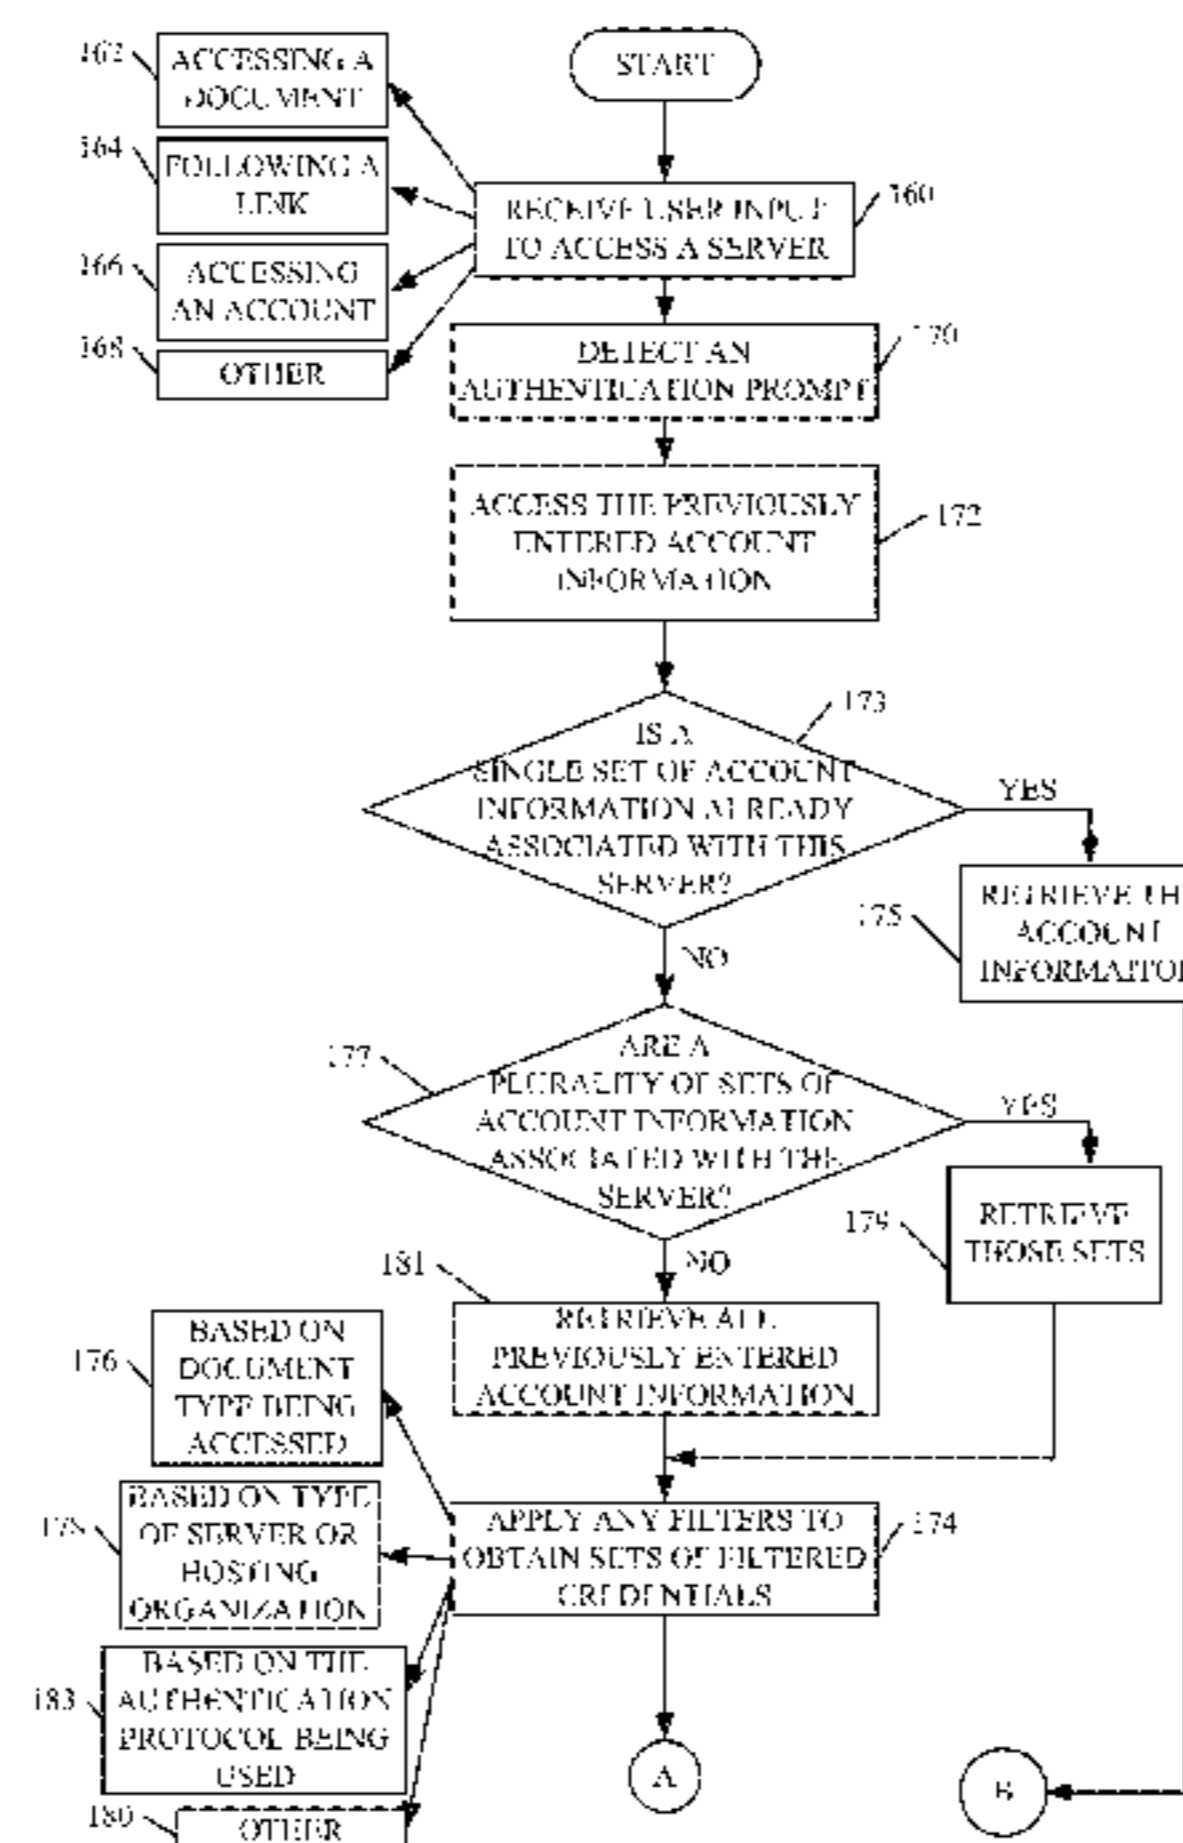 START
162
ACCESSING A
DOCUMENT
164
FOLLOWING A
LINK
166
ACCESSING
AN ACCOUNT
168
OTHER
RECEIVE USER INPUT
TO ACCESS A SERVER
160
DETECT AN
AUTHENTICATION PROMPT
170
ACCESS THE PREVIOUSLY
ENTERED ACCOUNT
INFORMATION
172
173
IS A
SINGLE SET OF ACCOUNT
INFORMATION ALREADY
ASSOCIATED WITH THIS
SERVER?
YES
175
RETRIEVE TH
ACCOUNT
INFORMAITO
NO
177
ARE A
PLURALITY OF SETS OF
ACCOUNT INFORMATION
ASSOCIATED WITH THE
SERVER?
YES
179
RETRIEVE
THOSE SETS
NO
181
RETRIEVE ALL
PREVIOUSLY ENTERED
ACCOUNT INFORMATION
176
BASED ON
DOCUMENT
TYPE BEING
ACCESSED
178
BASED ON TYPE
OF SERVER OR
HOSTING
ORGANIZATION
APPLY ANY FILTERS TO
OBTAIN SETS OF FILTERED
CREDENTIALS
174
183
BASED ON THE
AUTHENTICATION
PROTOCOL BEING
USED
180
OTHER
A
B